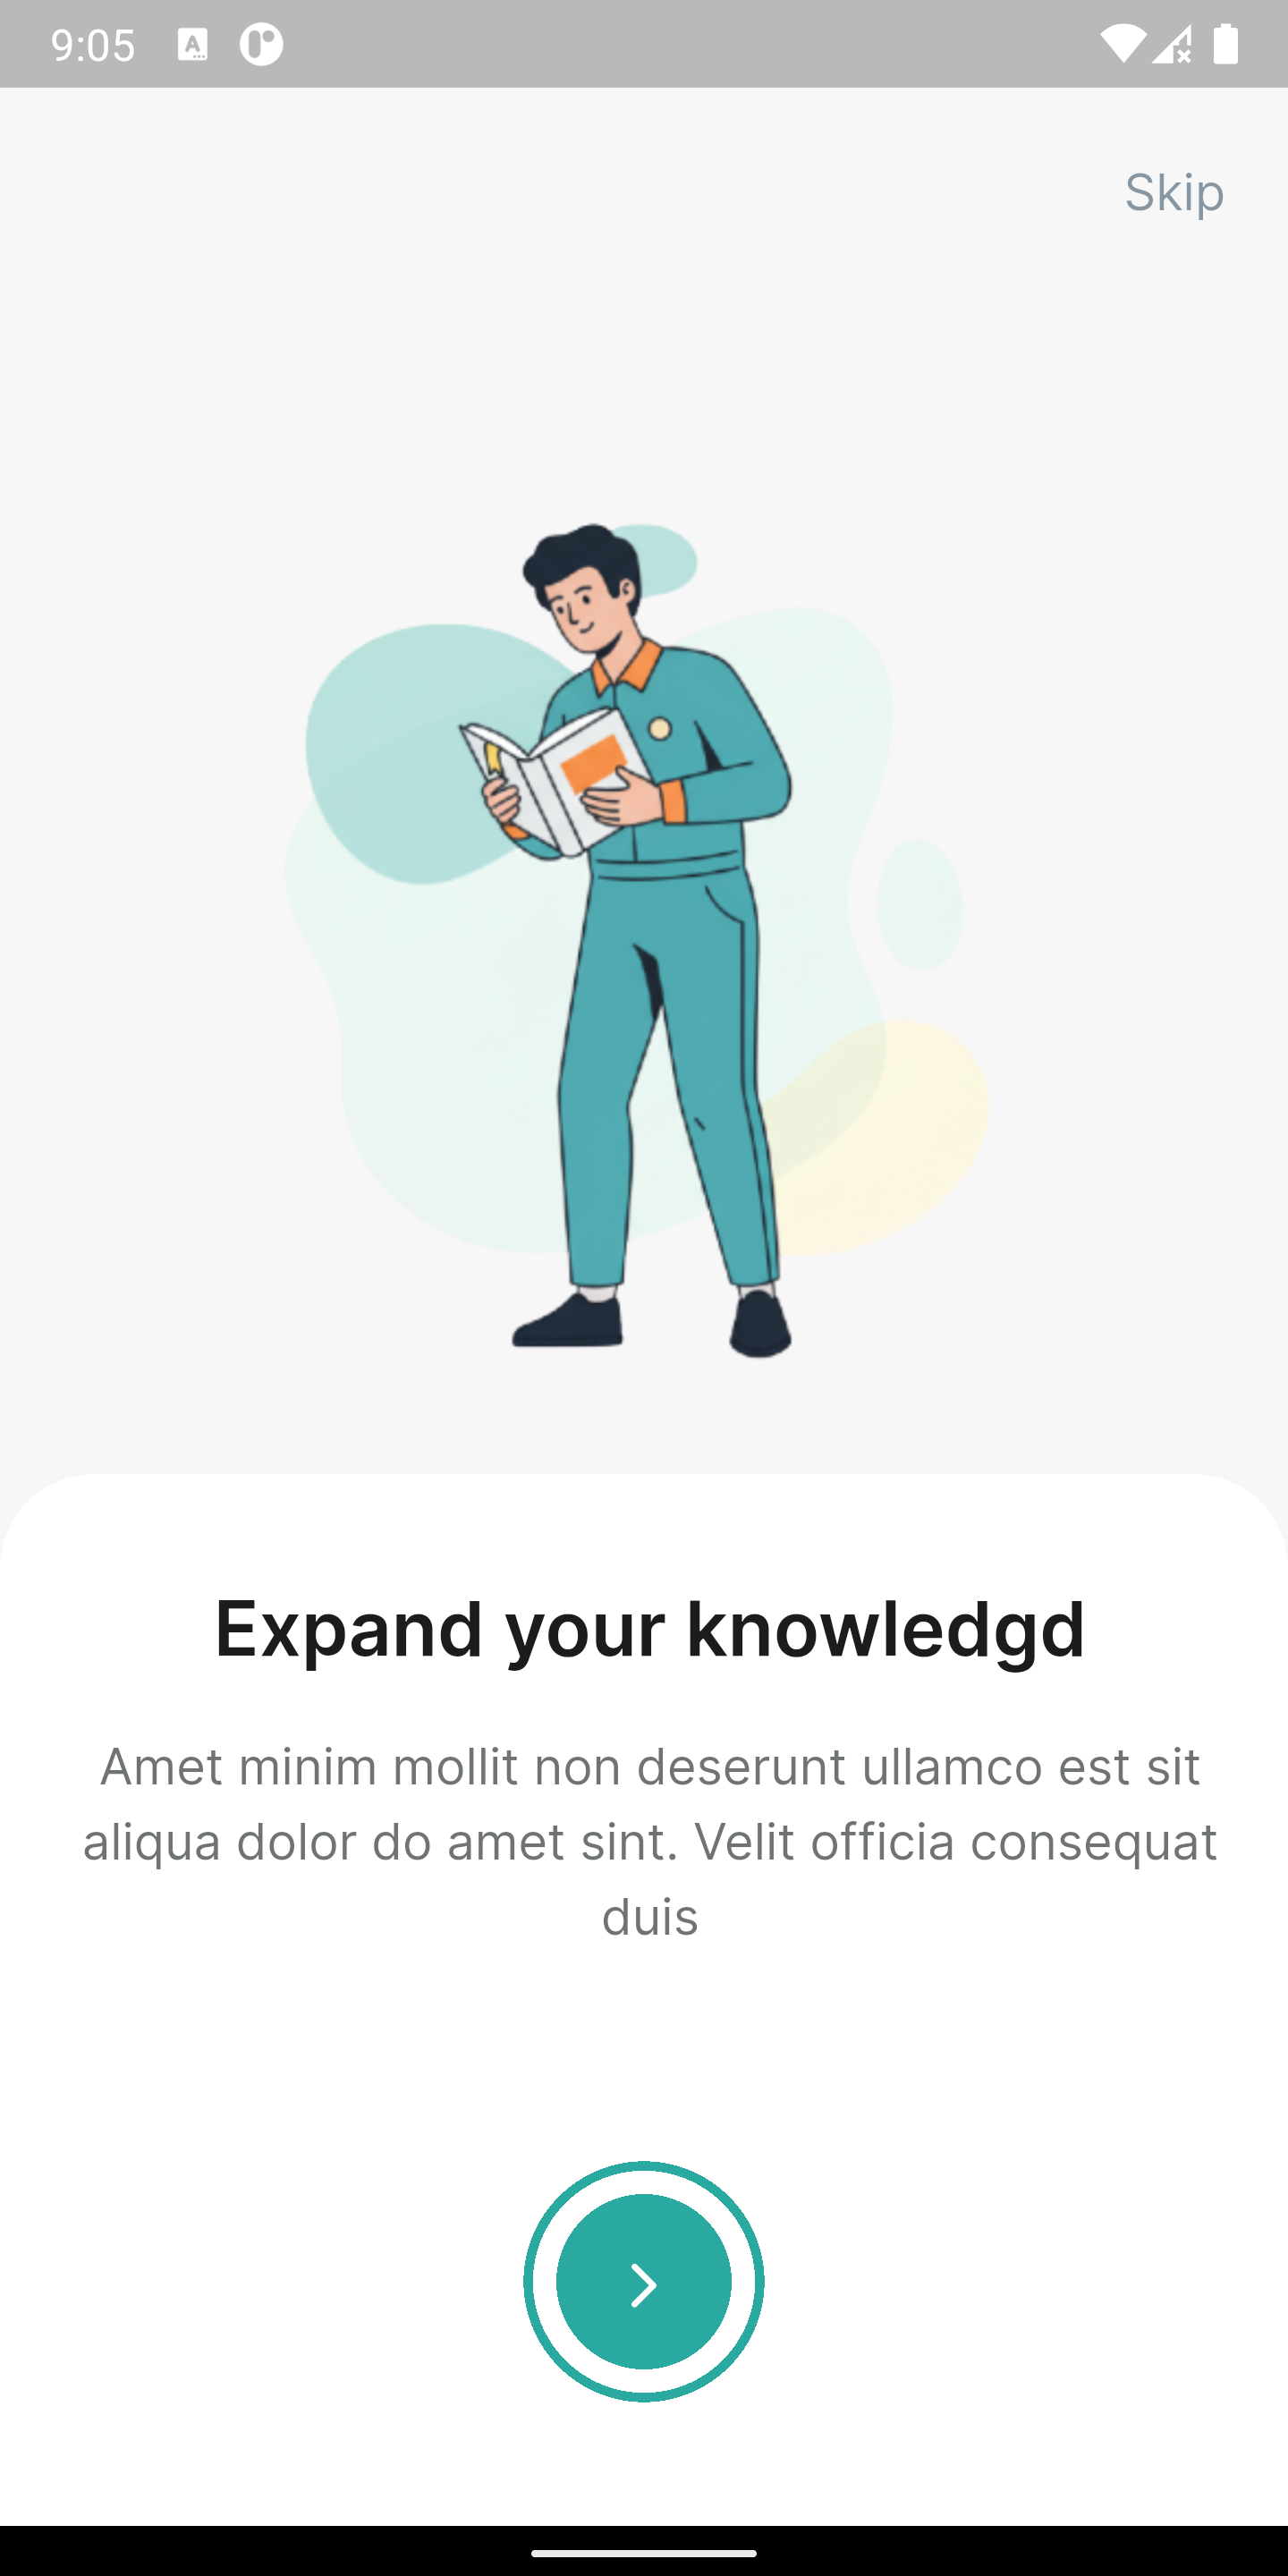 9:05
Skip
Expand your knowledgd
Amet minim mollit non deserunt ullamco est sit
aliqua dolor do amet sint. Velit officia consequat
duis